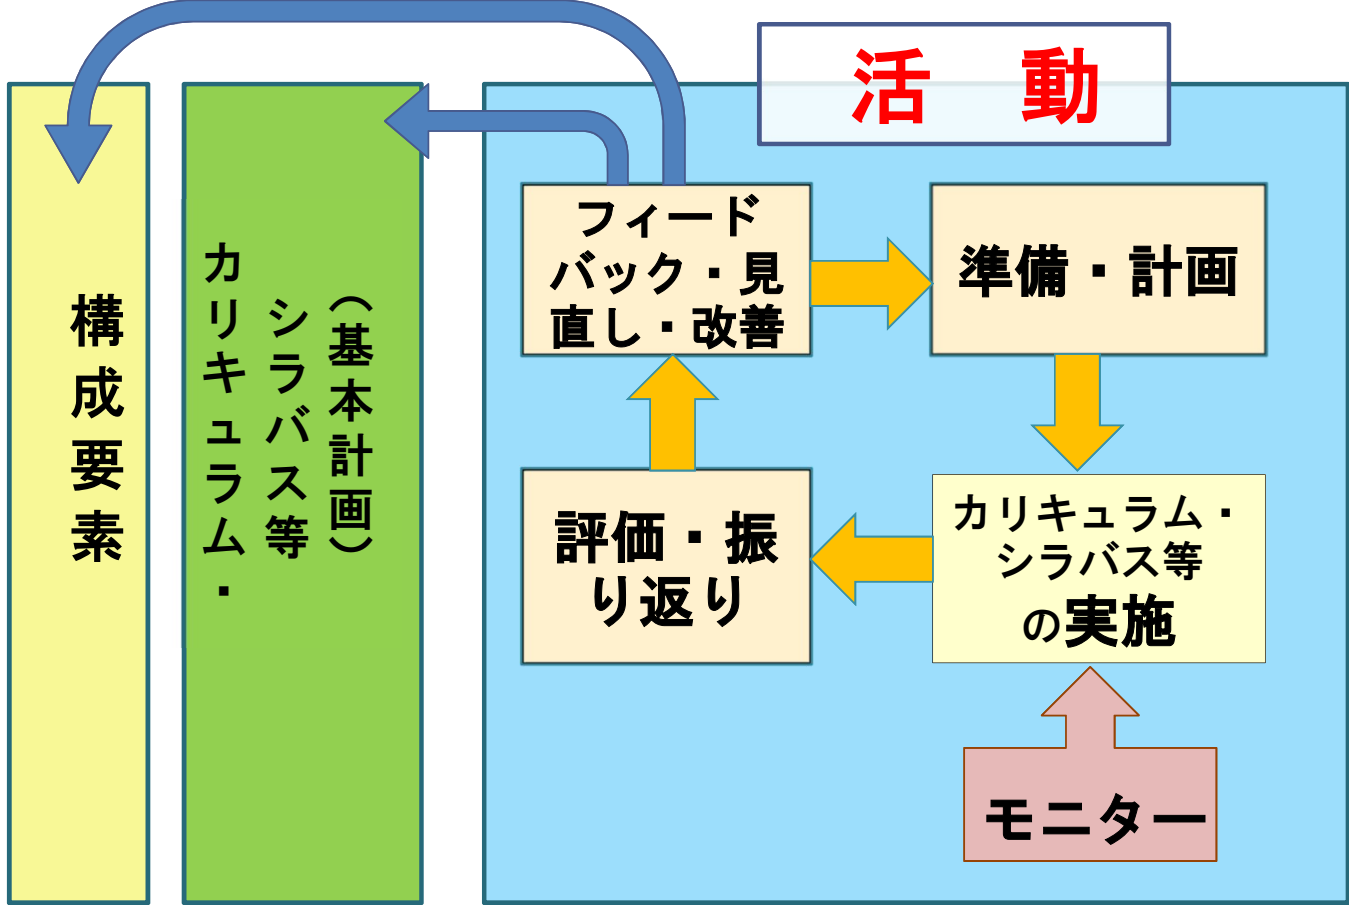 活　動
構成要素
（基本計画）
シラバス等
カリキュラム・
フィード
バック・見
直し・改善
準備・計画
評価・振
り返り
カリキュラム・
シラバス等
の実施
モニター